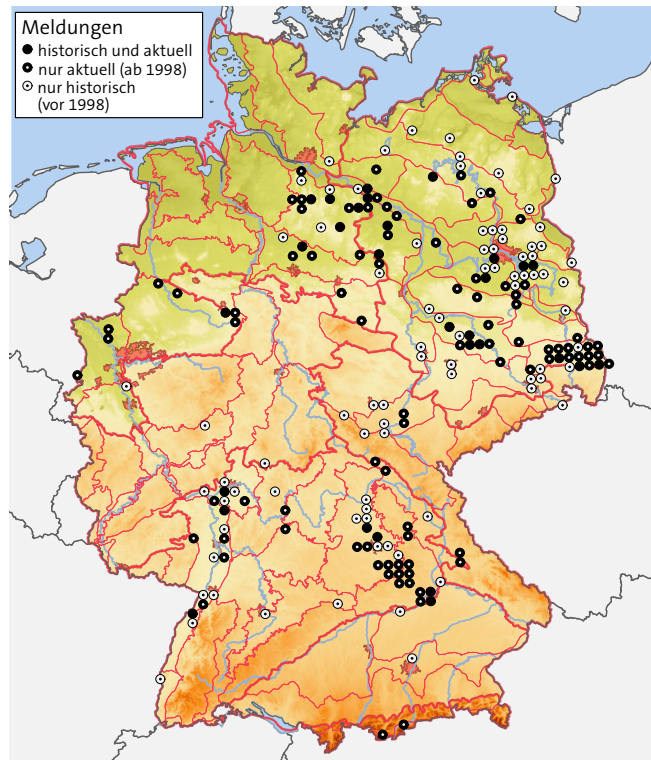 Meldungen
historisch und aktuell
nur aktuell (ab 1998)
nur historisch
(vor 1998)